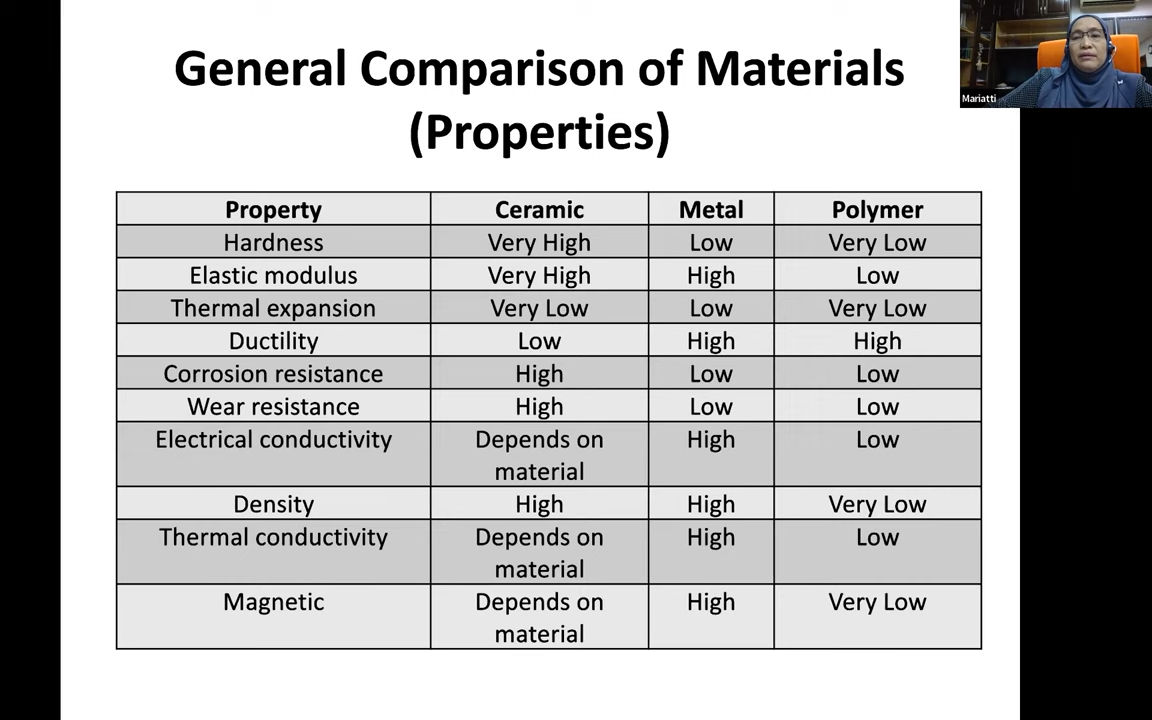 General Comparison of Materials
(Properties)
Mariatti
Property Ceramic Metal Polymer
Hardness Very High Low Very Low
Elastic modulus Very High High Low
Thermal expansion Very Low Low Very Low
Ductility Low High High
Corrosion resistance High Low Low
Wear resistance High Low Low
Electrical conductivity Depends on High Low
material
Density High High Very Low
Thermal conductivity Depends on High Low
material
Magnetic Depends on High Very Low
material